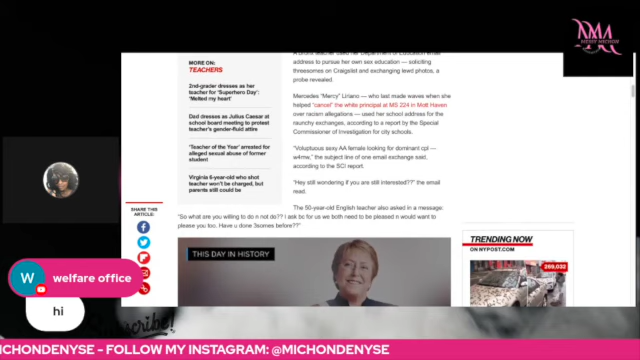 A Bronx teacher used her Department of Education email
address to pursue her own sex education — soliciting
threesomes on Craigslist and exchanging lewd photos, a
probe revealed.
MORE ON:
TEACHERS
2nd-grader dresses as her
teacher for 'Superhero Day':
'Melted my heart'
Dad dresses as Julius Caesar at
school board meeting to protect
teacher's gender-fluid attire
'Teacher of the Year' arrested for
alleged sexual abuse of former
student
Virginia 6-year-old who shot
teacher won't be charged, but
parents still could be
Mercedes "Mercy" Liriano — who last made waves when she
helped "cancel" the white principal at MS 224 in Mott Haven
over racism allegations — used her school address for the
raunchy exchanges, according to a report by the Special
Commissioner of Investigation for city schools.
"Voluptuous sexy AA female looking for dominant cpl —
w4mw," the subject line of one email exchange said,
according to the SCI report.
"Hey still wondering if you are still interested??" the email
read.
The 50-year-old English teacher also asked in a message:
"So what are you willing to do n not do?? I ask bc for us we both need to be pleased n would want to
please you too. Have u done 3somes before??"
SHARE THIS
ARTICLE:
THIS DAY IN HISTORY
TRENDING NOW
ON NYPOST.COM
269,032
W
welfare office
hi
Subscribe!
MICHONDENYSE - FOLLOW MY INSTAGRAM: @MICHONDENYSE